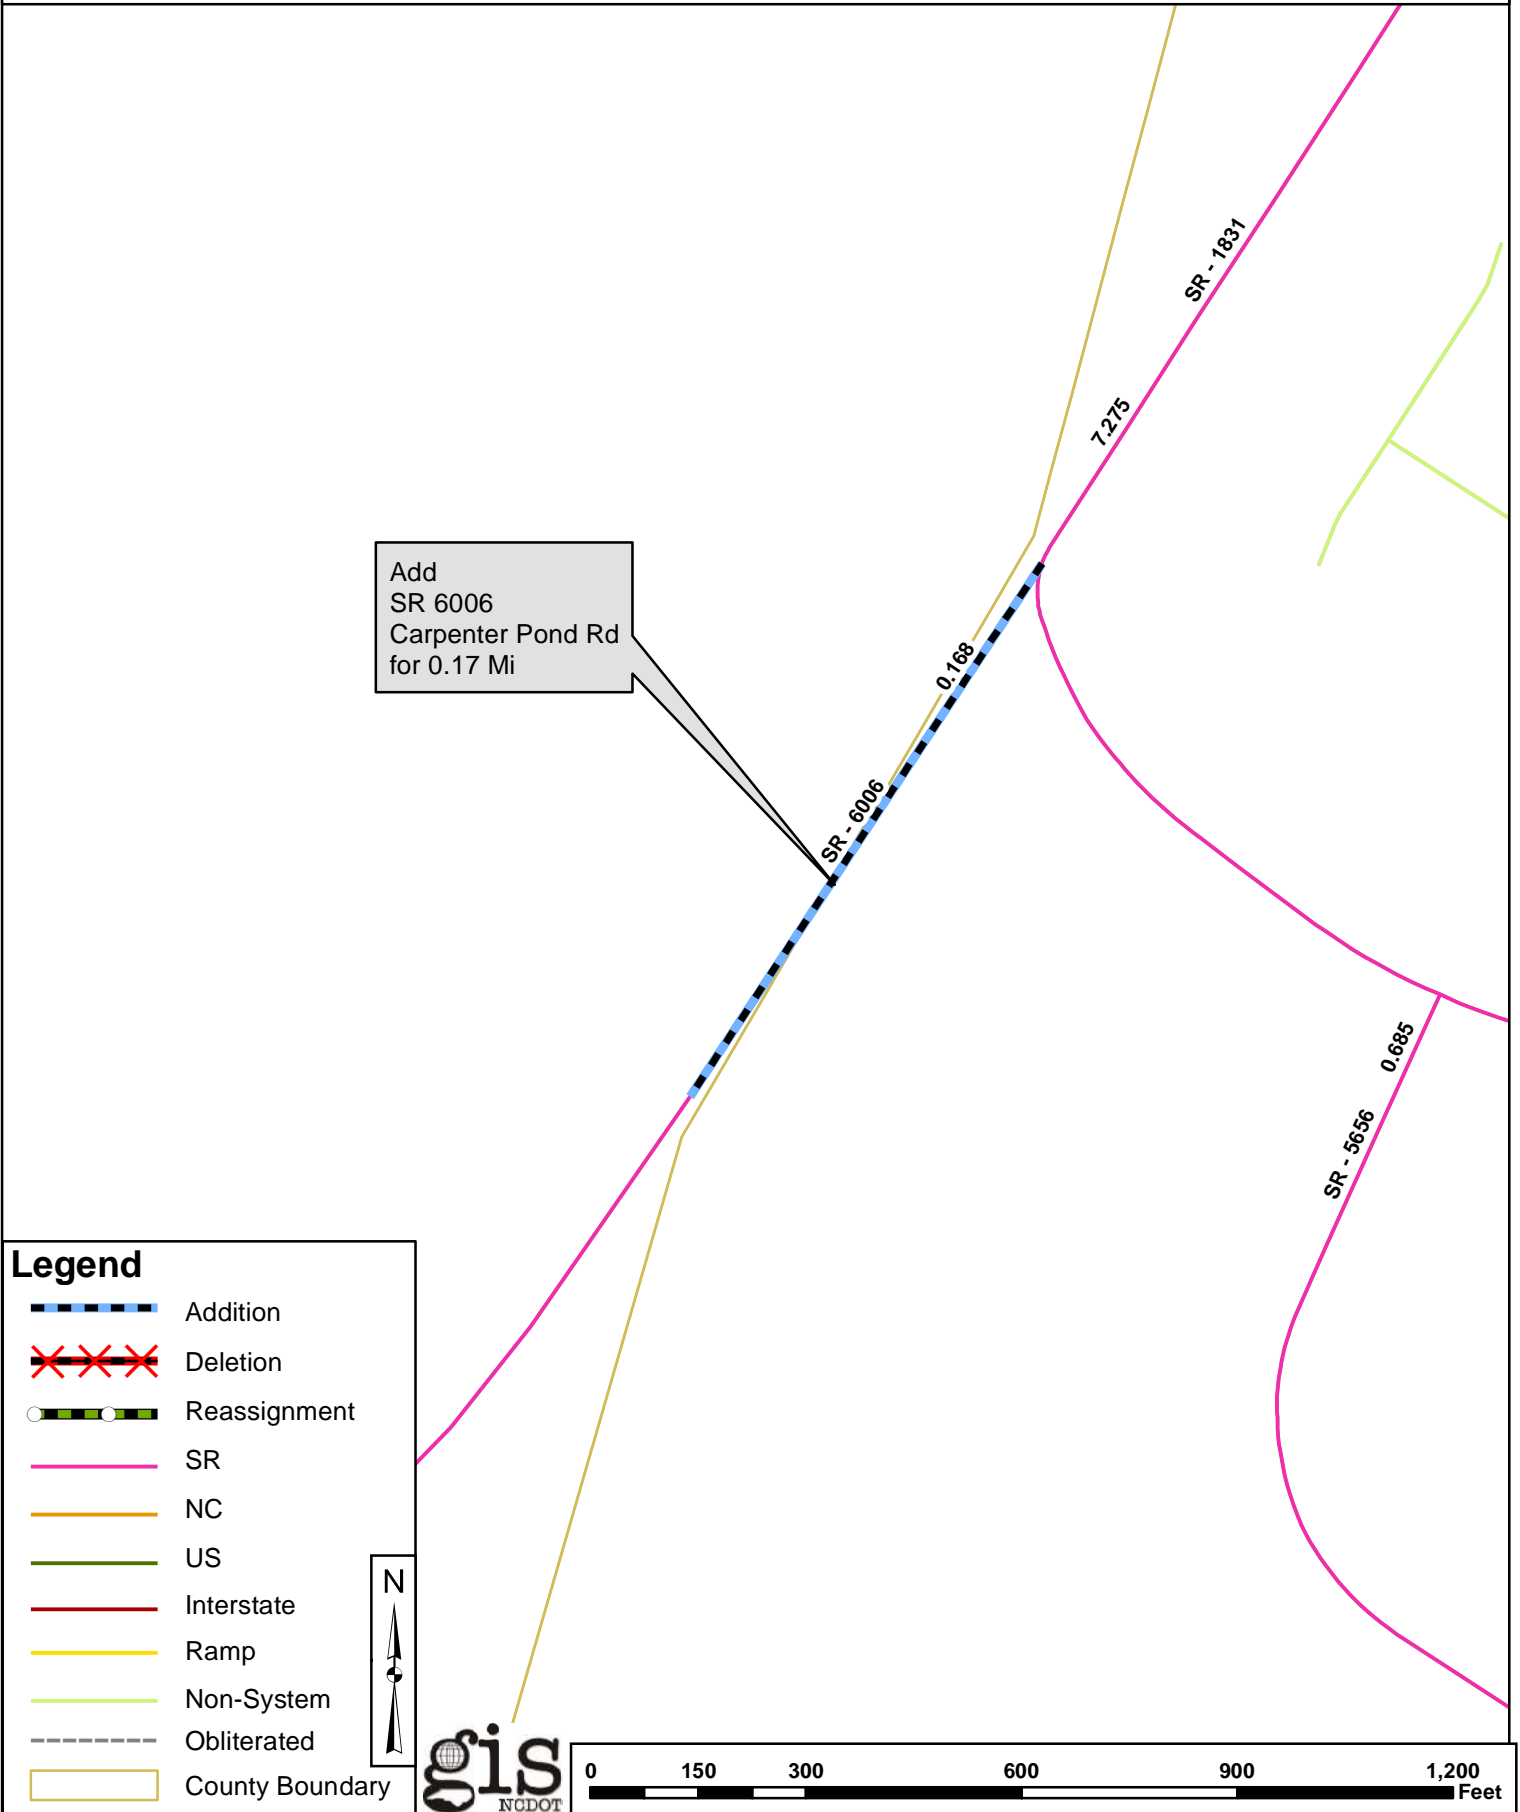 SR - 1831
7.275
Add
SR 6006
Carpenter Pond Rd
for 0.17 Mi
0.168
SR - 6006
0.685
SR - 5656
Legend
Addition
Deletion
Reassignment
SR
NC
US
Interstate
Ramp
Non-System
Obliterated
County Boundary
N
gis
NCDOT
0 150 300 600 900 1,200
Feet